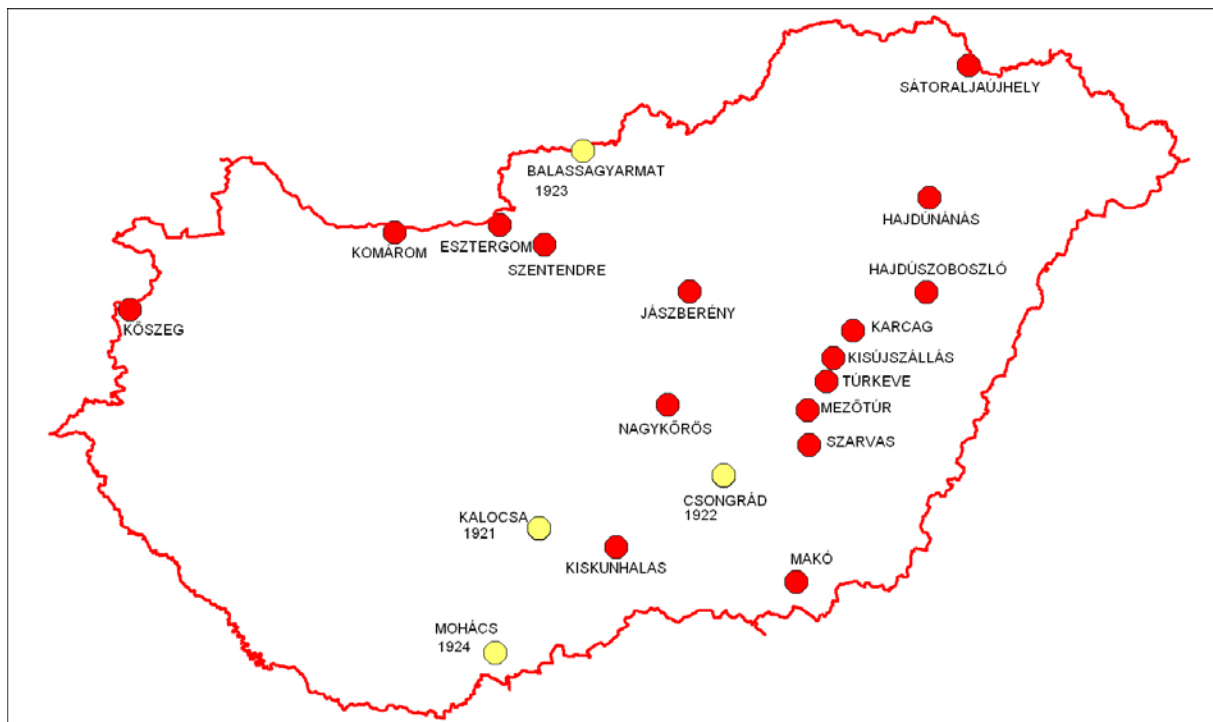 SÁTORALJAÚJHELY
BALASSAGYARMAT
1923
HAJDÚNÁNÁS
KOMÁROM
ESZTERGOM
SZENTENDRE
HAJDÚSZOBOSZLÓ
JÁSZBERÉNY
KŐSZEG
KARCAG
KISÚJSZÁLLÁS
TÚRKEVE
MEZŐTÚR
NAGYKŐRÖS
SZARVAS
CSONGRÁD
1922
KALOCSA
1921
KISKUNHALAS
MAKÓ
MOHÁCS
1924